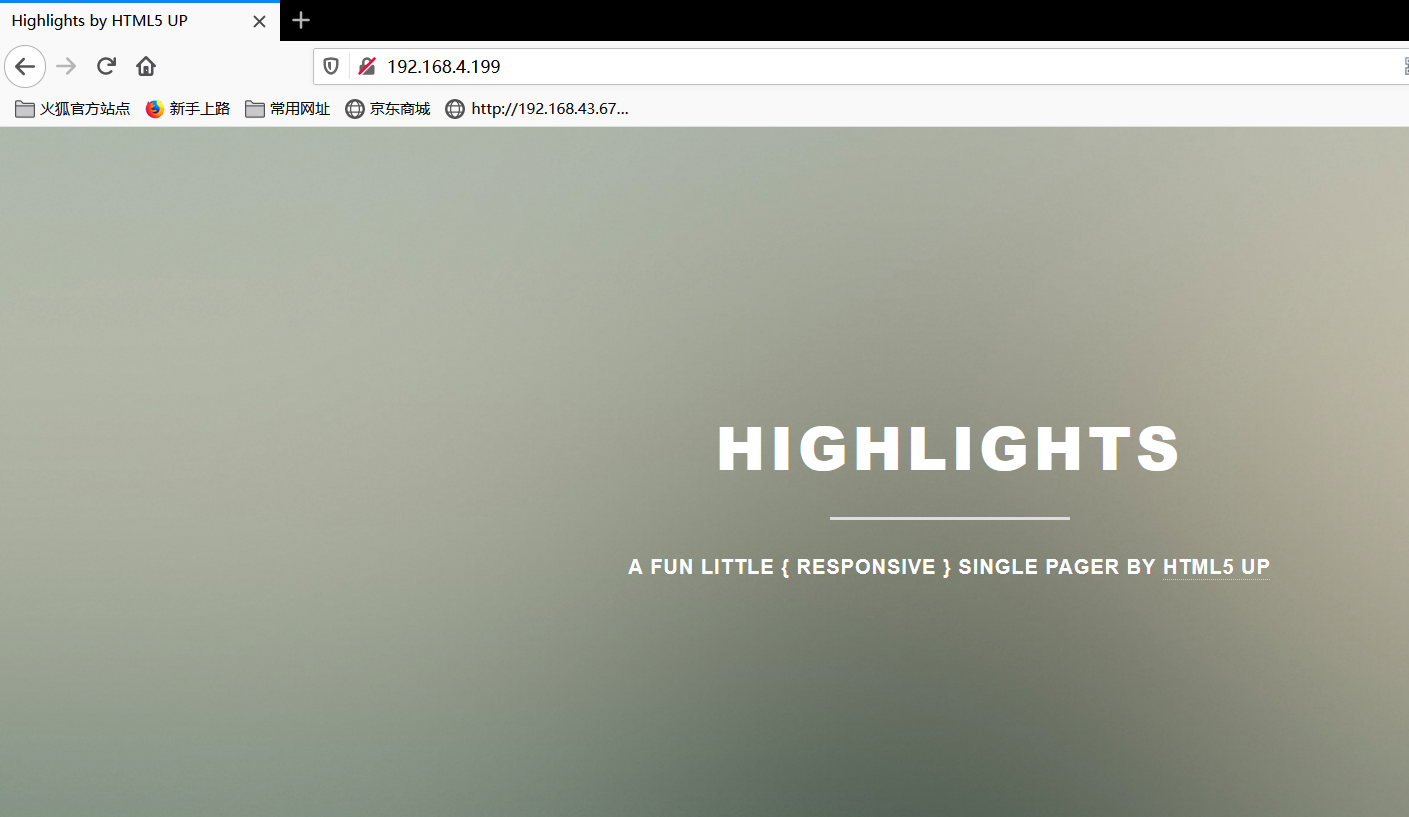 Highlights by HTML5 UP
192.168.4.199
火狐官方站点 新手上路 常用网址 京东商城 http://192.168.43.67...
HIGHLIGHTS
A FUN LITTLE { RESPONSIVE } SINGLE PAGER BY HTML5 UP